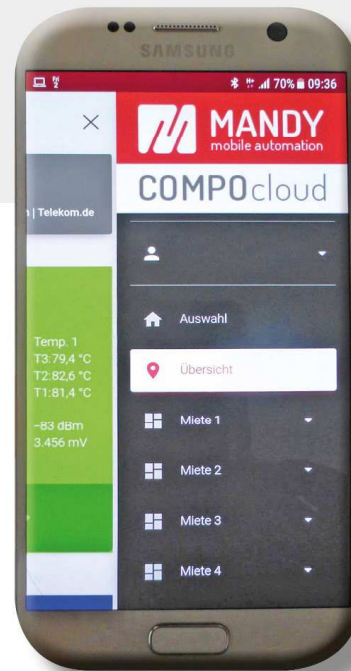 SAMSUNG
70% 09:36
MANDY
mobile automation
COMPOcloud
| Telekom.de
Auswahl
Temp. 1
T3:79,4 °C
T2:82,6 °C
T1:81,4 °C
-83 dBm
3.456 mV
Übersicht
Miete 1
Miete 2
Miete 3
Miete 4